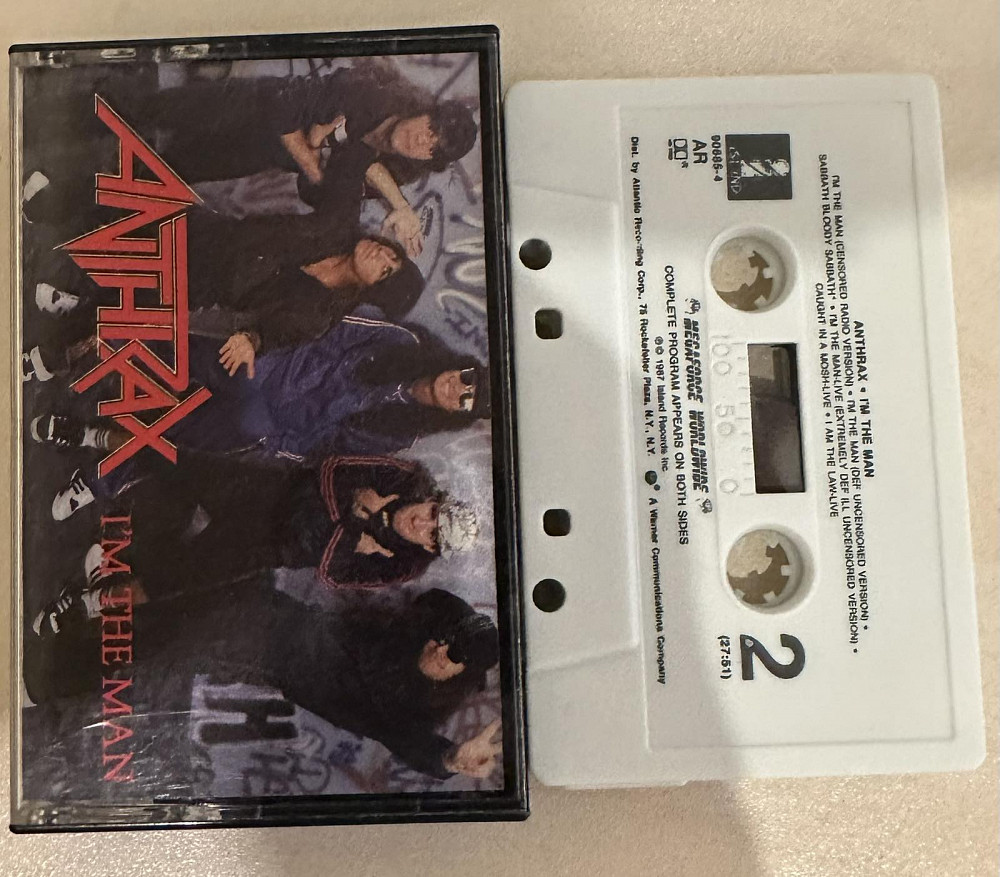 ANTHRAX
I'M THE MAN
H
ANTHRAX • I'M THE MAN
I'M THE MAN (CENSORED RADIO VERSION) • I'M THE MAN (DEF UNCENSORED VERSION) •
SABBATH BLOODY SABBATH • I'M THE MAN-LIVE (EXTREMELY DEF ILL UNCENSORED VERSION) •
CAUGHT IN A MOSH-LIVE • I AM THE LAW-LIVE
ISLAND
90685-4
AR
2
(27:51)
100 50 0
MEGAFORCE WORLDWIDE
COMPLETE PROGRAM APPEARS ON BOTH SIDES
℗ © 1987 Island Records Inc.
Dist. by Atlantic Recording Corp., 75 Rockefeller Plaza, N.Y., N.Y. A Warner Communications Company